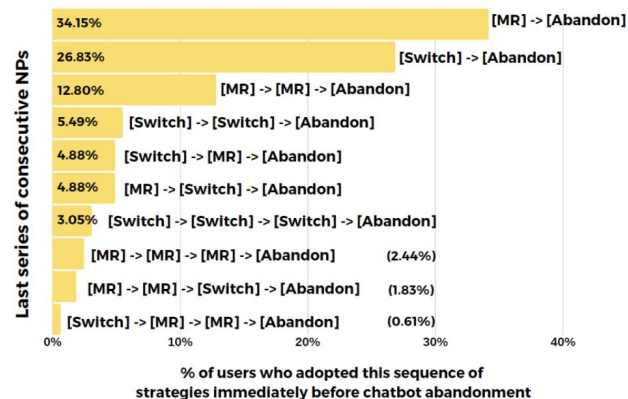 Last series of consecutive NPs
34.15% [MR] -> [Abandon]
26.83% [Switch] -> [Abandon]
12.80% [MR] -> [MR] -> [Abandon]
5.49% [Switch] -> [Switch] -> [Abandon]
4.88% [Switch] -> [MR] -> [Abandon]
4.88% [MR] -> [Switch] -> [Abandon]
3.05% [Switch] -> [Switch] -> [Switch] -> [Abandon]
[MR] -> [MR] -> [MR] -> [Abandon] (2.44%)
[MR] -> [MR] -> [Switch] -> [Abandon] (1.83%)
[Switch] -> [MR] -> [MR] -> [Abandon] (0.61%)
0% 10% 20% 30% 40%
% of users who adopted this sequence of
strategies immediately before chatbot abandonment